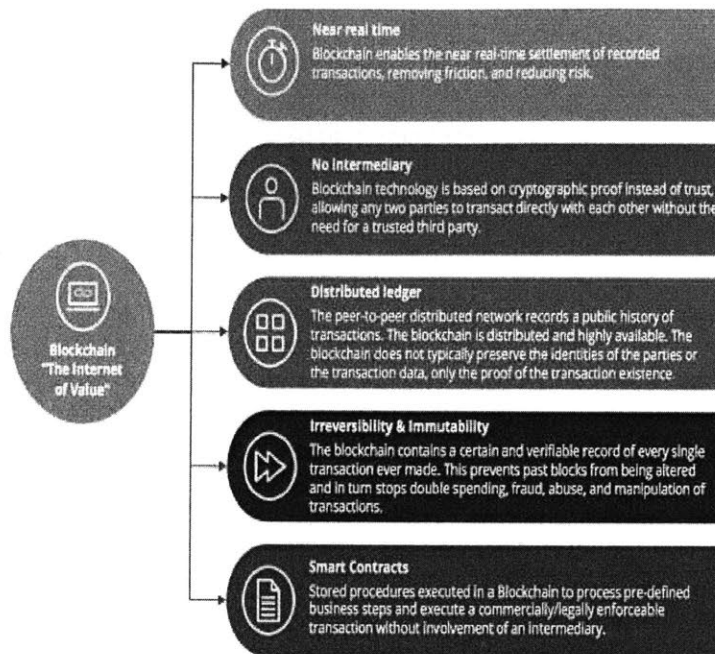 Near real time
Blockchain enables the near real-time settlement of recorded
transactions, removing friction, and reducing risk.
No intermediary
Blockchain technology is based on cryptographic proof instead of trust,
allowing any two parties to transact directly with each other without the
need for a trusted third party.
Blockchain
"The Internet
of Value"
Distributed ledger
The peer-to-peer distributed network records a public history of
transactions. The blockchain is distributed and highly available. The
blockchain does not typically preserve the identities of the parties or
the transaction data, only the proof of the transaction existence.
Irreversibility & Immutability
The blockchain contains a certain and verifiable record of every single
transaction ever made. This prevents past blocks from being altered
and in turn stops double spending, fraud, abuse, and manipulation of
transactions.
Smart Contracts
Stored procedures executed in a Blockchain to process pre-defined
business steps and execute a commercially/legally enforceable
transaction without involvement of an intermediary.